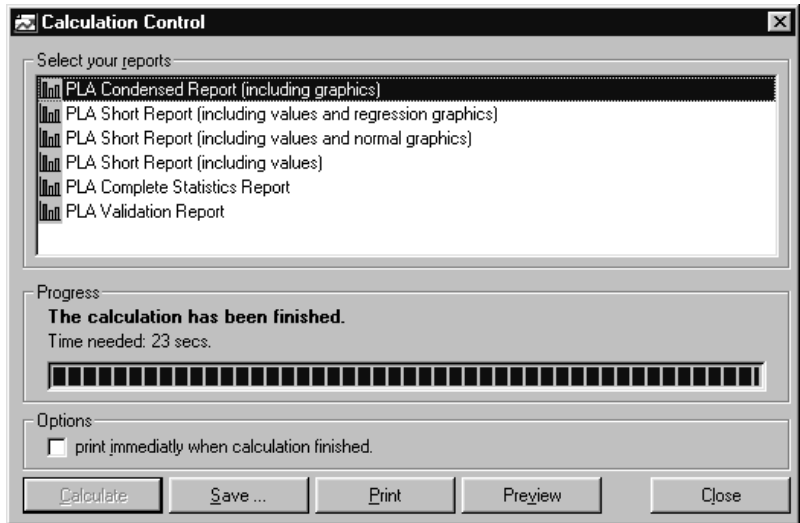 Calculation Control
Select your reports
PLA Condensed Report (including graphics)
PLA Short Report (including values and regression graphics)
PLA Short Report (including values and normal graphics)
PLA Short Report (including values)
PLA Complete Statistics Report
PLA Validation Report
Progress
The calculation has been finished.
Time needed: 23 secs.
Options
print immediatly when calculation finished.
Calculate Save ... Print Preview Close